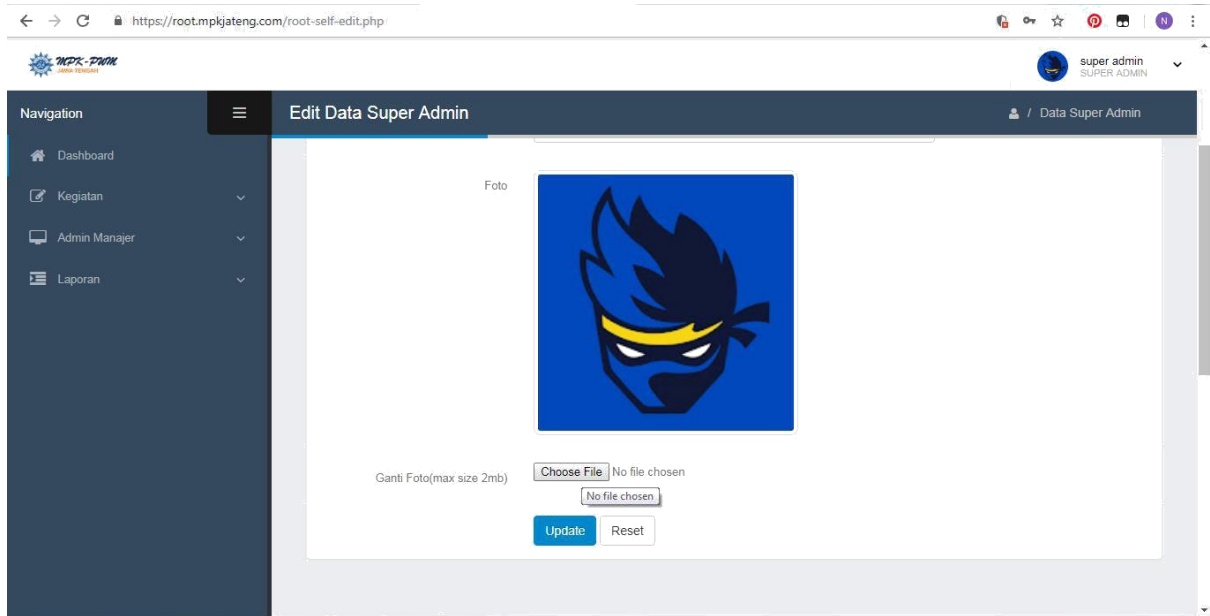 https://root.mpkjateng.com/root-self-edit.php
N
MPK-PWM
JAWA TENGAH
super admin
SUPER ADMIN
Navigation
Edit Data Super Admin
/ Data Super Admin
Dashboard
Kegiatan
Admin Manajer
Laporan
Foto
Ganti Foto(max size 2mb)
Choose File No file chosen
No file chosen
Update Reset